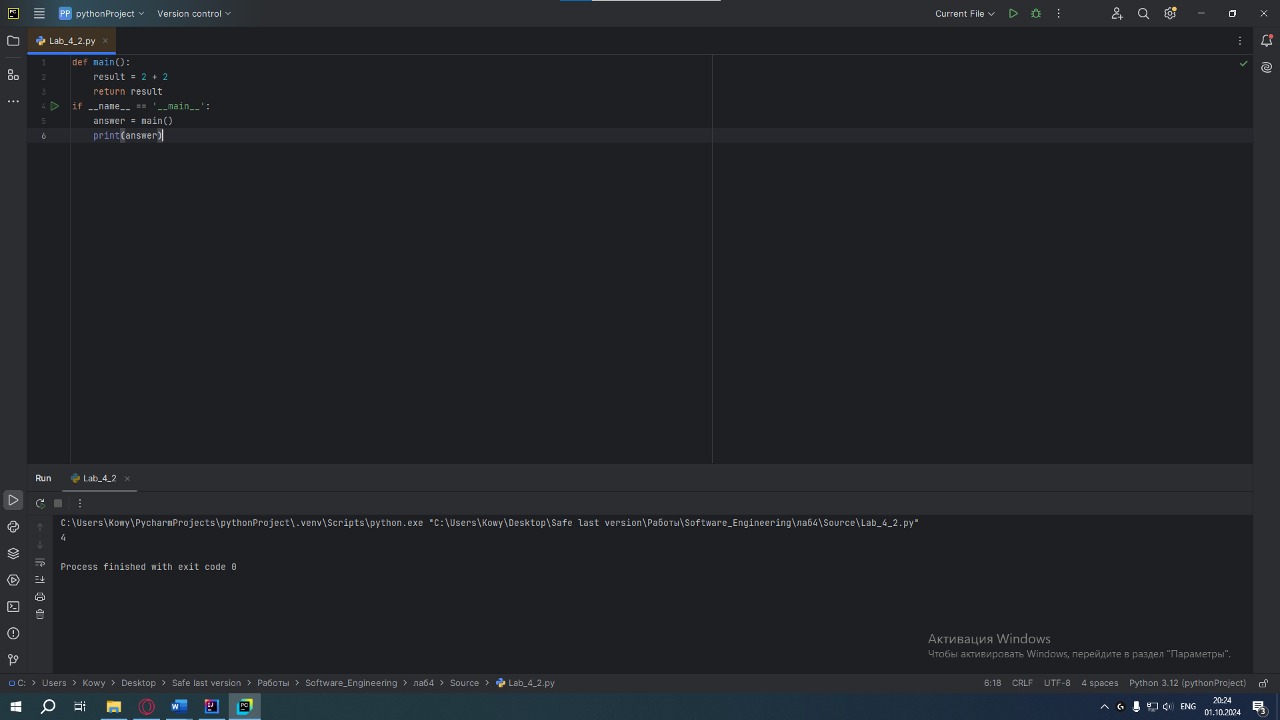 PC
PP pythonProject Version control Current File
Lab_4_2.py
1 def main():
2 result = 2 + 2
3 return result
4 if __name__ == '__main__':
5 answer = main()
6 print(answer)
Run Lab_4_2
C:\Users\Kowy\PycharmProjects\pythonProject\.venv\Scripts\python.exe "C:\Users\Kowy\Desktop\Safe last version\Работы\Software_Engineering\лаб4\Source\Lab_4_2.py"
4
Process finished with exit code 0
Активация Windows
Чтобы активировать Windows, перейдите в раздел "Параметры".
C: > Users > Kowy > Desktop > Safe last version > Работы > Software_Engineering > лаб4 > Source > Lab_4_2.py 6:18 CRLF UTF-8 4 spaces Python 3.12 (pythonProject)
W IJ PC ENG 20:24
01.10.2024
3